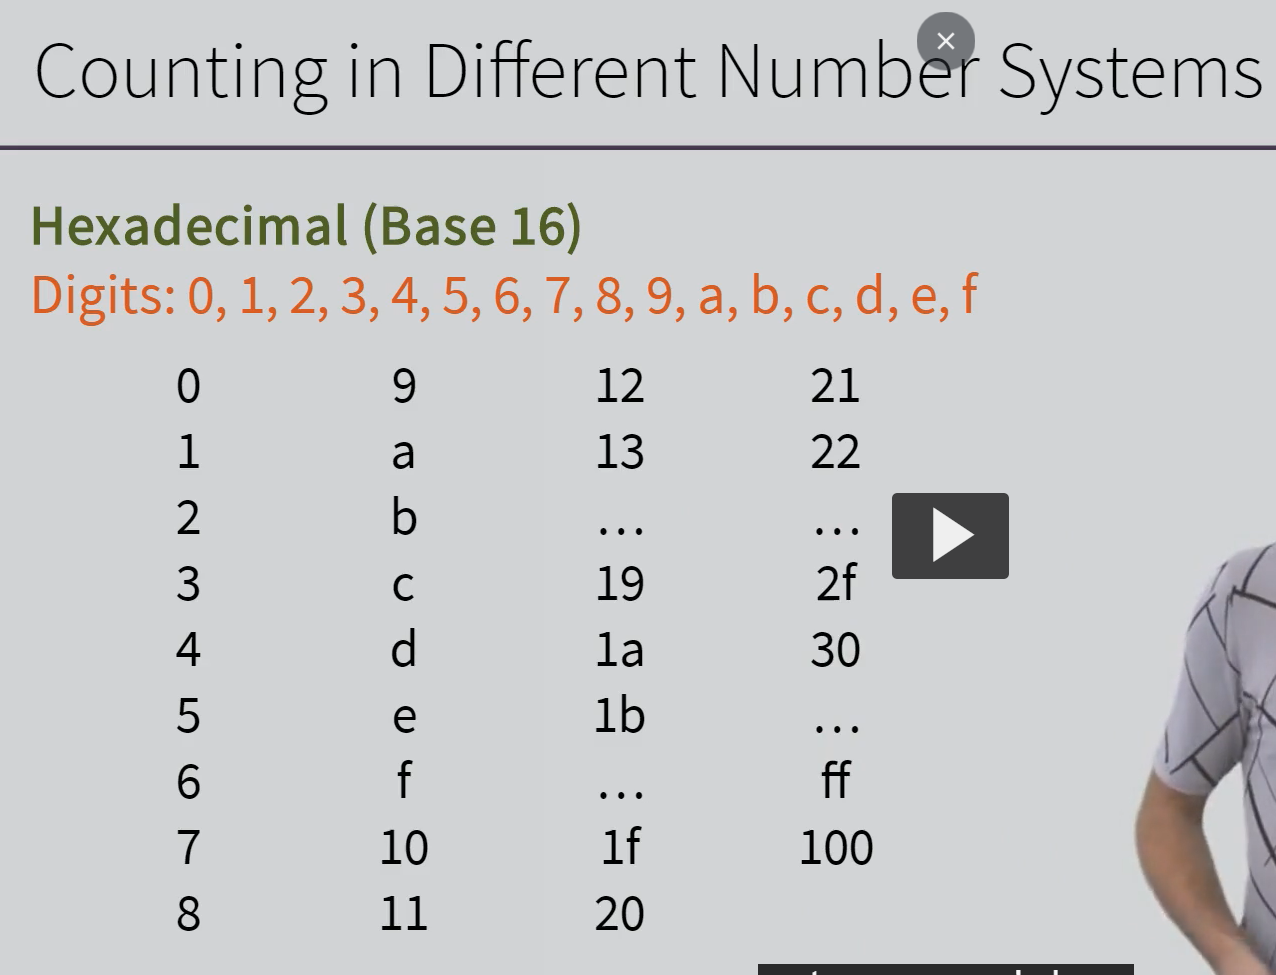 Counting in Different Number Systems
Hexadecimal (Base 16)
Digits: 0, 1, 2, 3, 4, 5, 6, 7, 8, 9, a, b, c, d, e, f
0 9 12 21
1 a 13 22
2 b ... ...
3 c 19 2f
4 d 1a 30
5 e 1b ...
6 f ... ff
7 10 1f 100
8 11 20